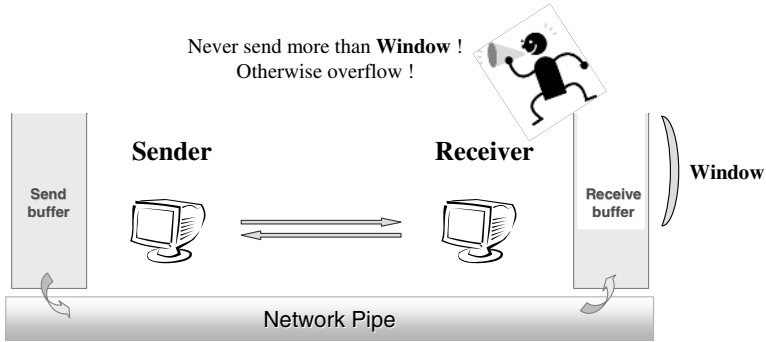 Never send more than Window !
Otherwise overflow !
Sender
Receiver
Window
Send
buffer
Receive
buffer
Network Pipe